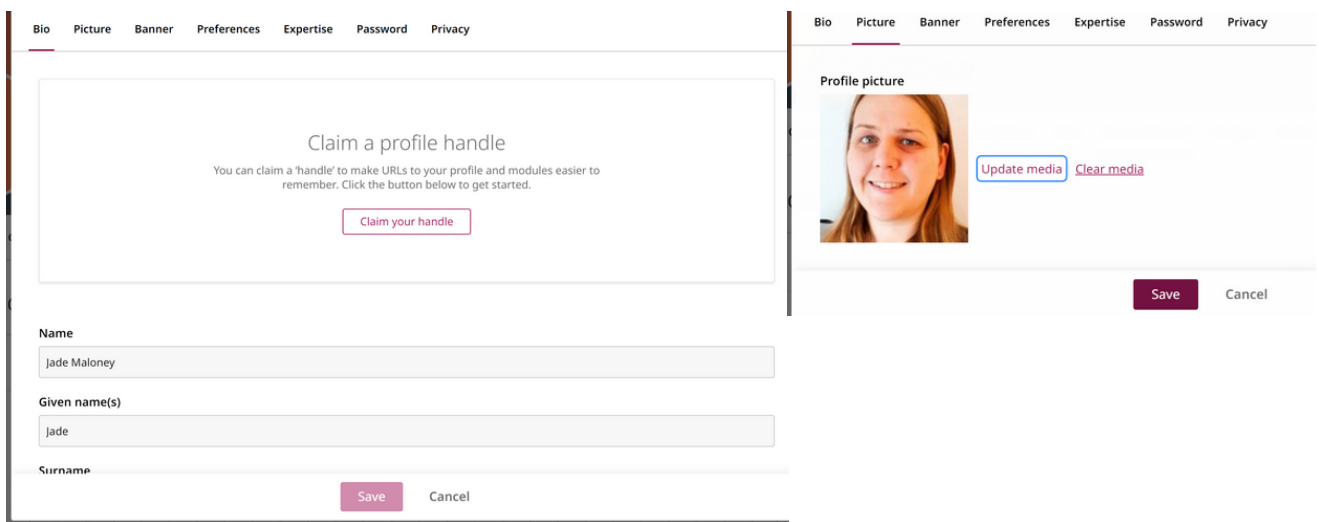 Bio Picture Banner Preferences Expertise Password Privacy
Claim a profile handle
You can claim a ‘handle’ to make URLs to your profile and modules easier to
remember. Click the button below to get started.
Claim your handle
Name
Jade Maloney
Given name(s)
Jade
Surname
Save Cancel
Bio Picture Banner Preferences Expertise Password Privacy
Profile picture
Update media Clear media
Save Cancel